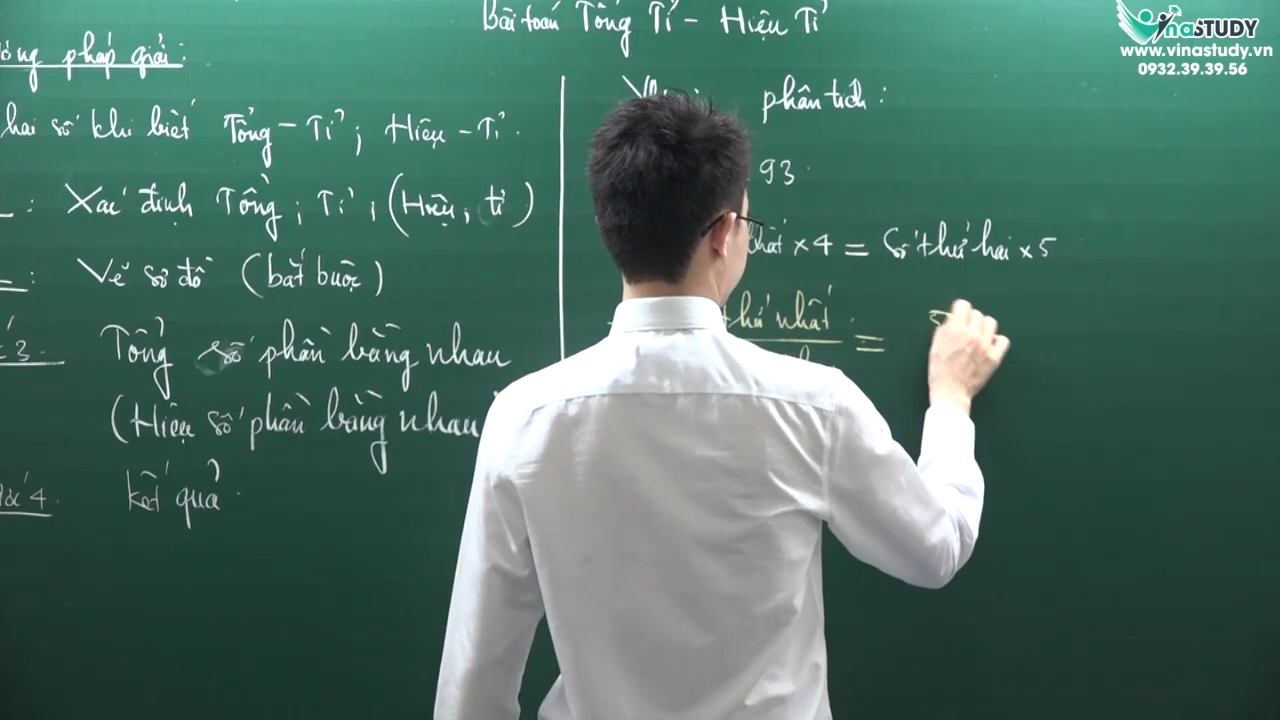 Bài toán Tổng Tỉ - Hiệu Tỉ
pháp giải:
hai số khi biết Tổng - Tỉ ; Hiệu - Tỉ.
: Xác định Tổng ; Tỉ ; (Hiệu ; tỉ)
: Vẽ sơ đồ (bắt buộc)
3. Tổng số phần bằng nhau
(Hiệu số phần bằng nhau
4. kết quả.
phân tích :
93.
x 4 = Số thứ hai x 5
thứ nhất =
VinaSTUDY
www.vinastudy.vn
0932.39.39.56